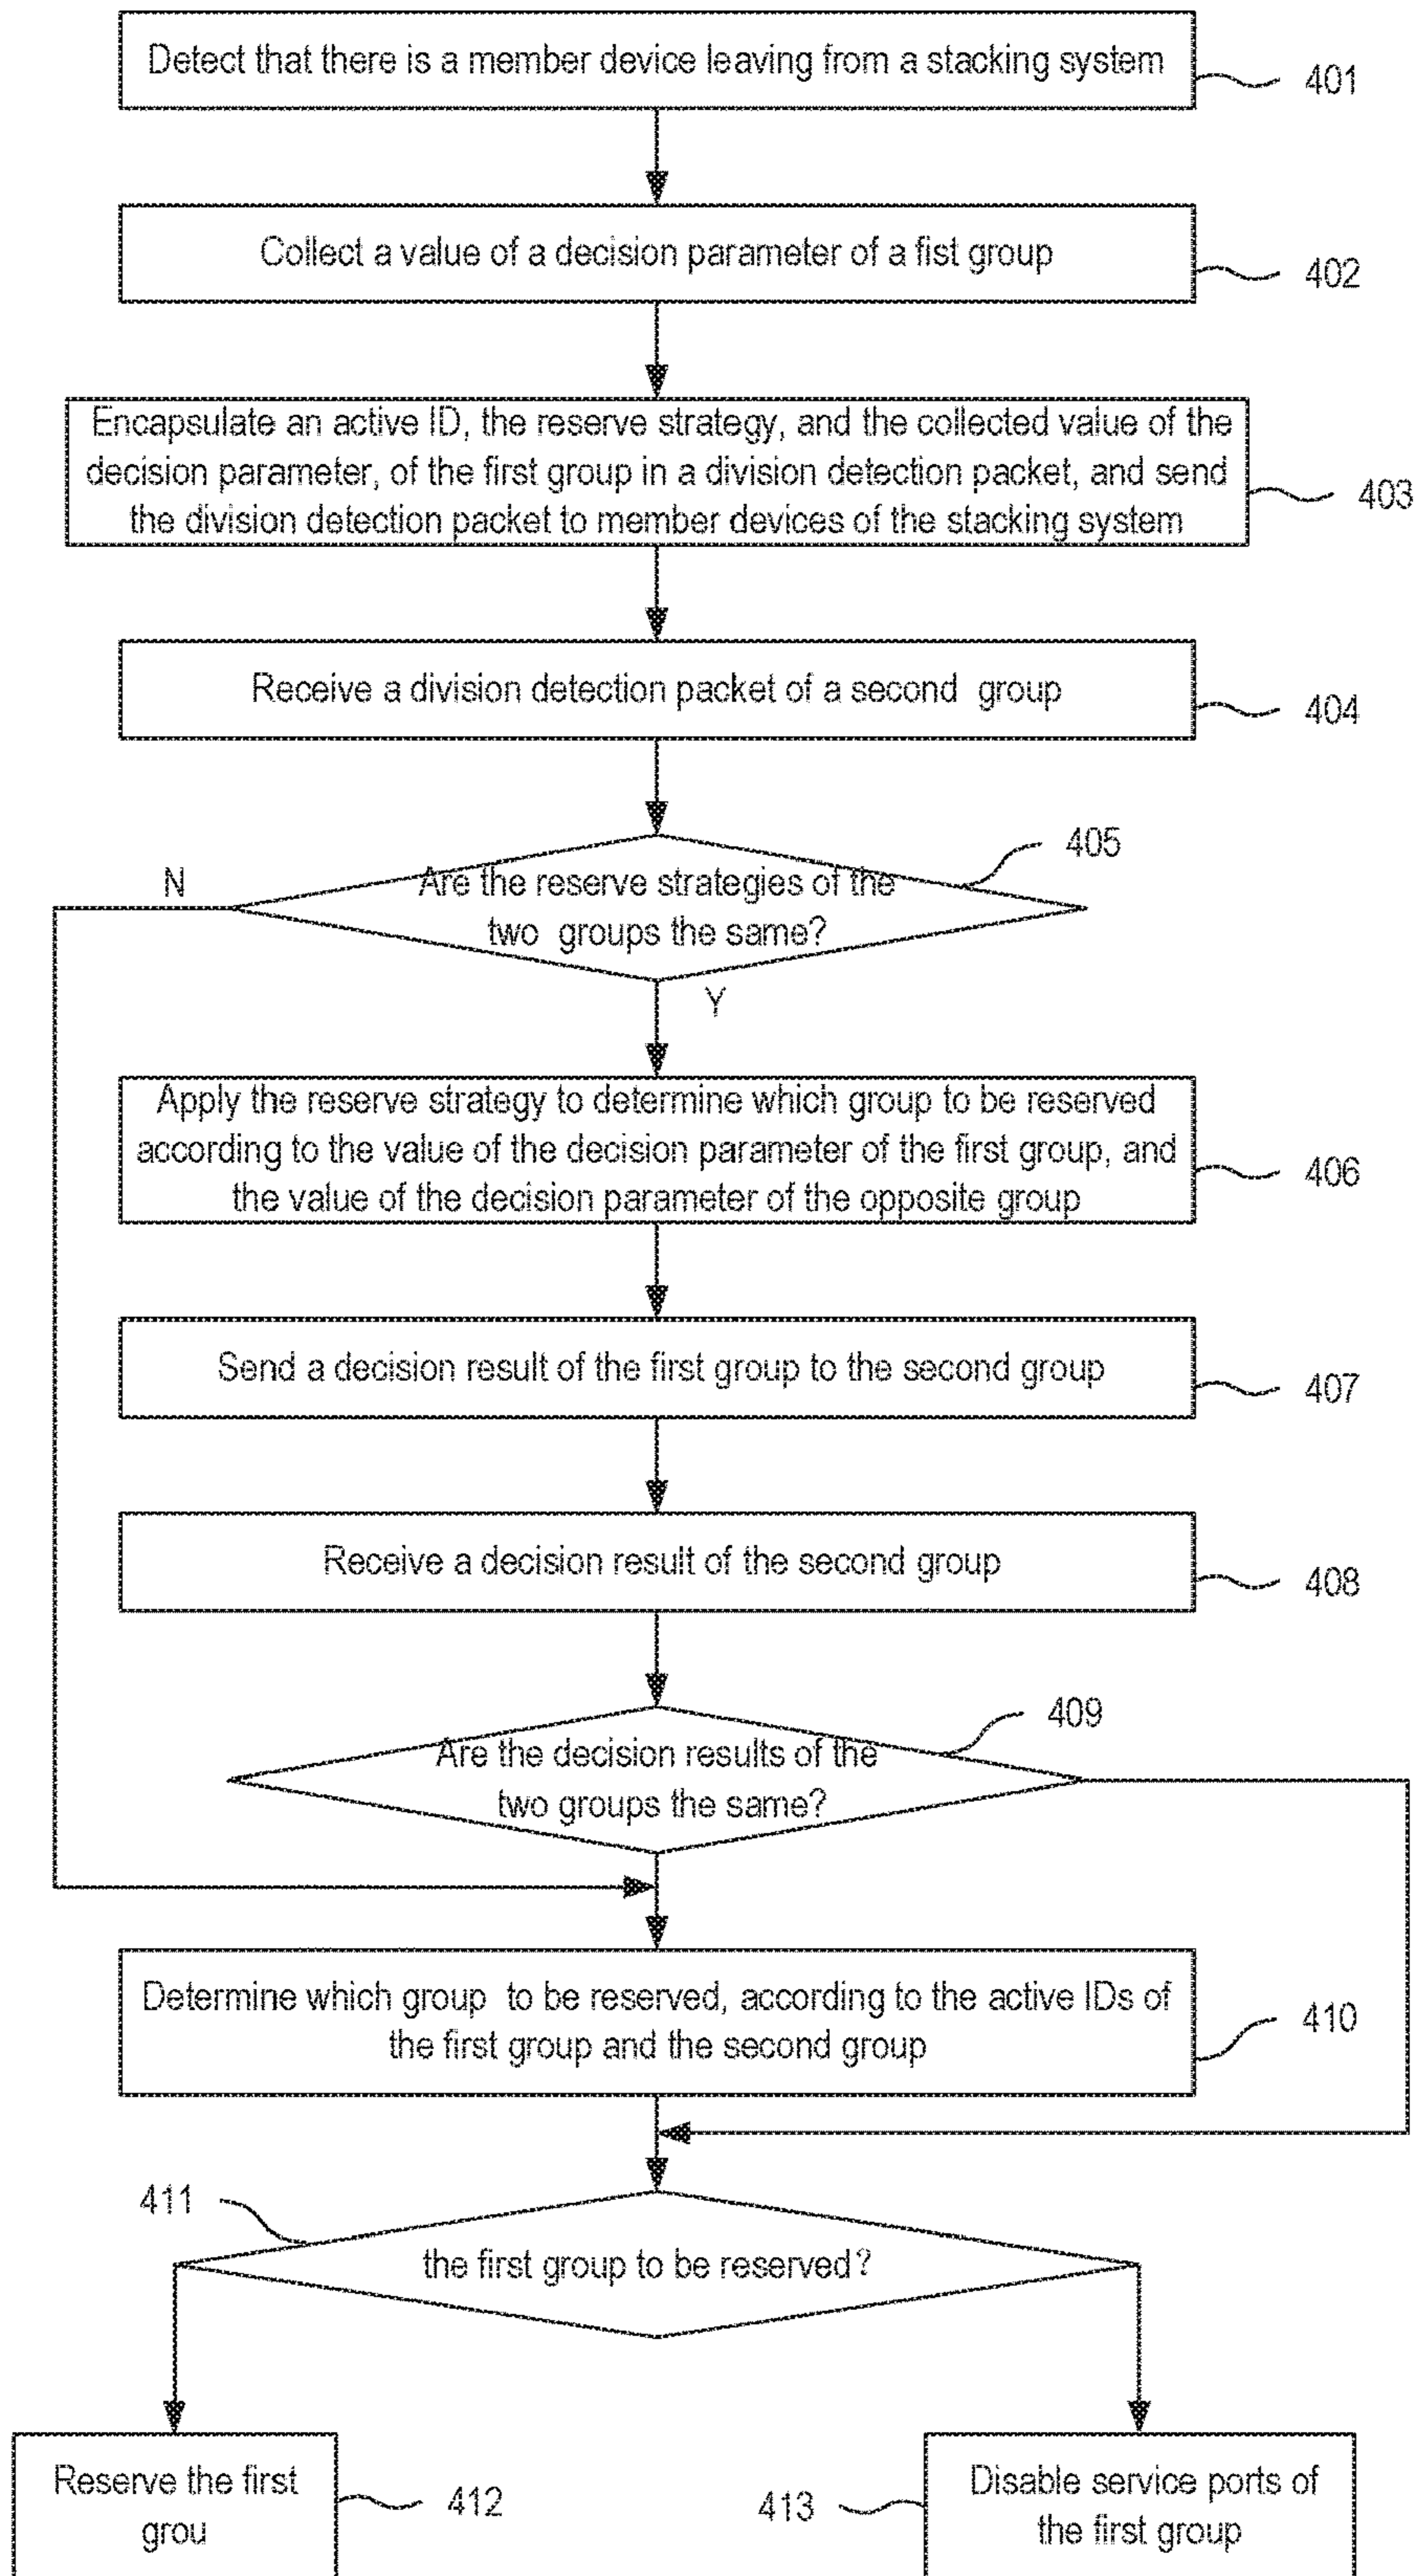 Detect that there is a member device leaving from a stacking system
401
Collect a value of a decision parameter of a fist group
402
Encapsulate an active ID, the reserve strategy, and the collected value of the
decision parameter, of the first group in a division detection packet, and send
the division detection packet to member devices of the stacking system
403
Receive a division detection packet of a second group
404
405
N
Are the reserve strategies of the
two groups the same?
Y
Apply the reserve strategy to determine which group to be reserved
according to the value of the decision parameter of the first group, and
the value of the decision parameter of the opposite group
406
Send a decision result of the first group to the second group
407
Receive a decision result of the second group
408
409
Are the decision results of the
two groups the same?
Determine which group to be reserved, according to the active IDs of
the first group and the second group
410
411
the first group to be reserved?
Reserve the first
grou
412
413
Disable service ports of
the first group